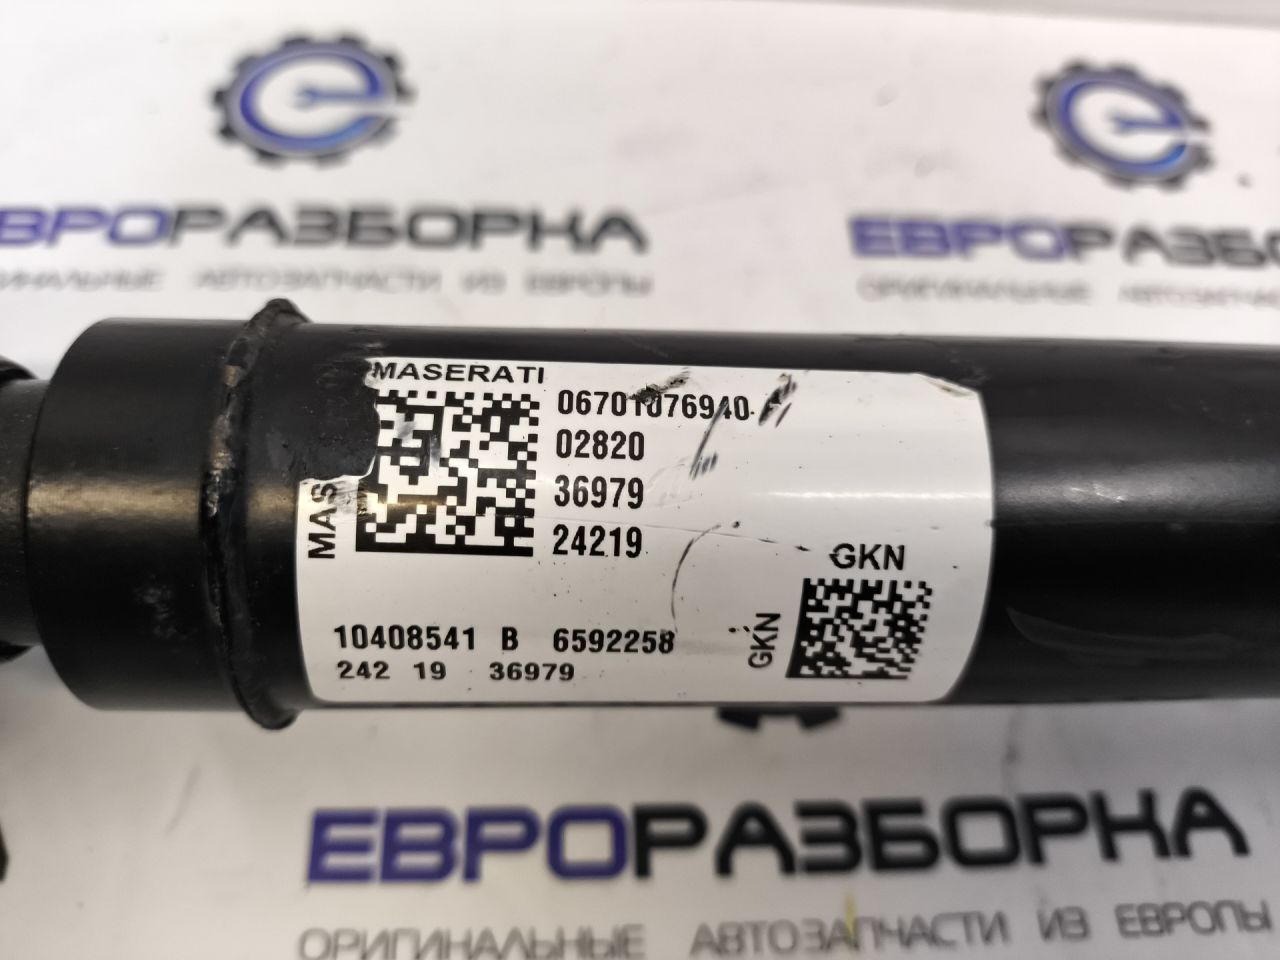 ЕВРОРАЗБОРКА
АВТОЗАПЧАСТИ ИЗ ЕВРОПЫ
ОРИГИНАЛЬНЫЕ
MASERATI
06701076940
02820
36979
24219
MAS
GKN
GKN
10408541 B 6592258
242 19 36979
ЕВРОРАЗБОРКА
ОРИГИНАЛЬНЫЕ АВТОЗАПЧАСТИ ИЗ ЕВРОПЫ